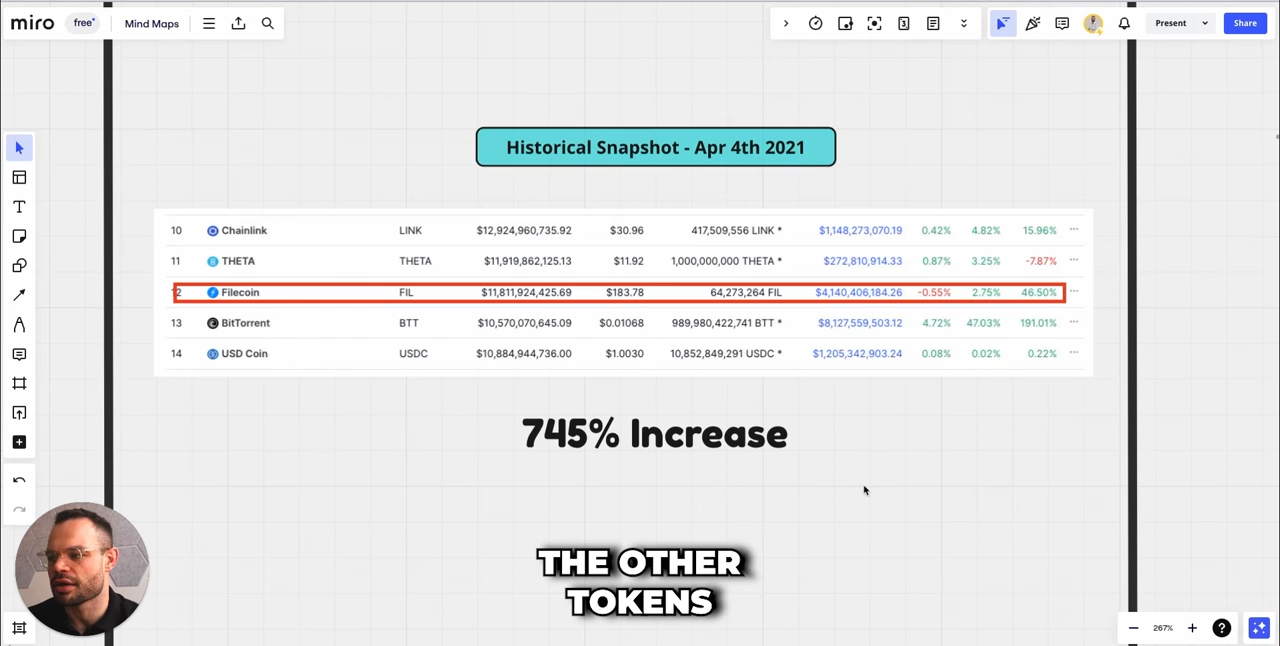 miro free* Mind Maps 3 Present Share
Historical Snapshot - Apr 4th 2021
10 Chainlink LINK $12,924,960,735.92 $30.96 417,509,556 LINK * $1,148,273,070.19 0.42% 4.82% 15.96% ...
11 THETA THETA $11,919,862,125.13 $11.92 1,000,000,000 THETA * $272,810,914.33 0.87% 3.25% -7.87% ...
12 Filecoin FIL $11,811,924,425.69 $183.78 64,273,264 FIL $4,140,406,184.26 -0.55% 2.75% 46.50% ...
13 BitTorrent BTT $10,570,070,645.09 $0.01068 989,980,422,741 BTT * $8,127,559,503.12 4.72% 47.03% 191.01% ...
14 USD Coin USDC $10,884,944,736.00 $1.0030 10,852,849,291 USDC * $1,205,342,903.24 0.08% 0.02% 0.22% ...
745% Increase
THE OTHER
TOKENS
267%